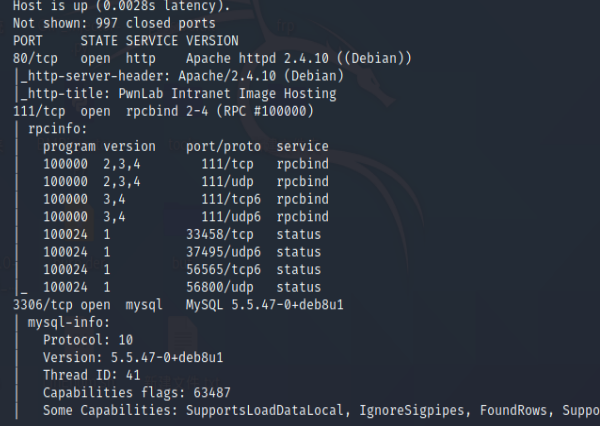 Host is up (0.0028s latency).
Not shown: 997 closed ports
PORT     STATE SERVICE VERSION
80/tcp   open  http    Apache httpd 2.4.10 ((Debian))
|_http-server-header: Apache/2.4.10 (Debian)
|_http-title: PwnLab Intranet Image Hosting
111/tcp  open  rpcbind 2-4 (RPC #100000)
| rpcinfo:
|   program version    port/proto  service
|   100000  2,3,4        111/tcp   rpcbind
|   100000  2,3,4        111/udp   rpcbind
|   100000  3,4          111/tcp6  rpcbind
|   100000  3,4          111/udp6  rpcbind
|   100024  1          33458/tcp   status
|   100024  1          37495/udp6  status
|   100024  1          56565/tcp6  status
|_  100024  1          56800/udp   status
3306/tcp open  mysql   MySQL 5.5.47-0+deb8u1
| mysql-info:
|   Protocol: 10
|   Version: 5.5.47-0+deb8u1
|   Thread ID: 41
|   Capabilities flags: 63487
|   Some Capabilities: SupportsLoadDataLocal, IgnoreSigpipes, FoundRows, Suppo